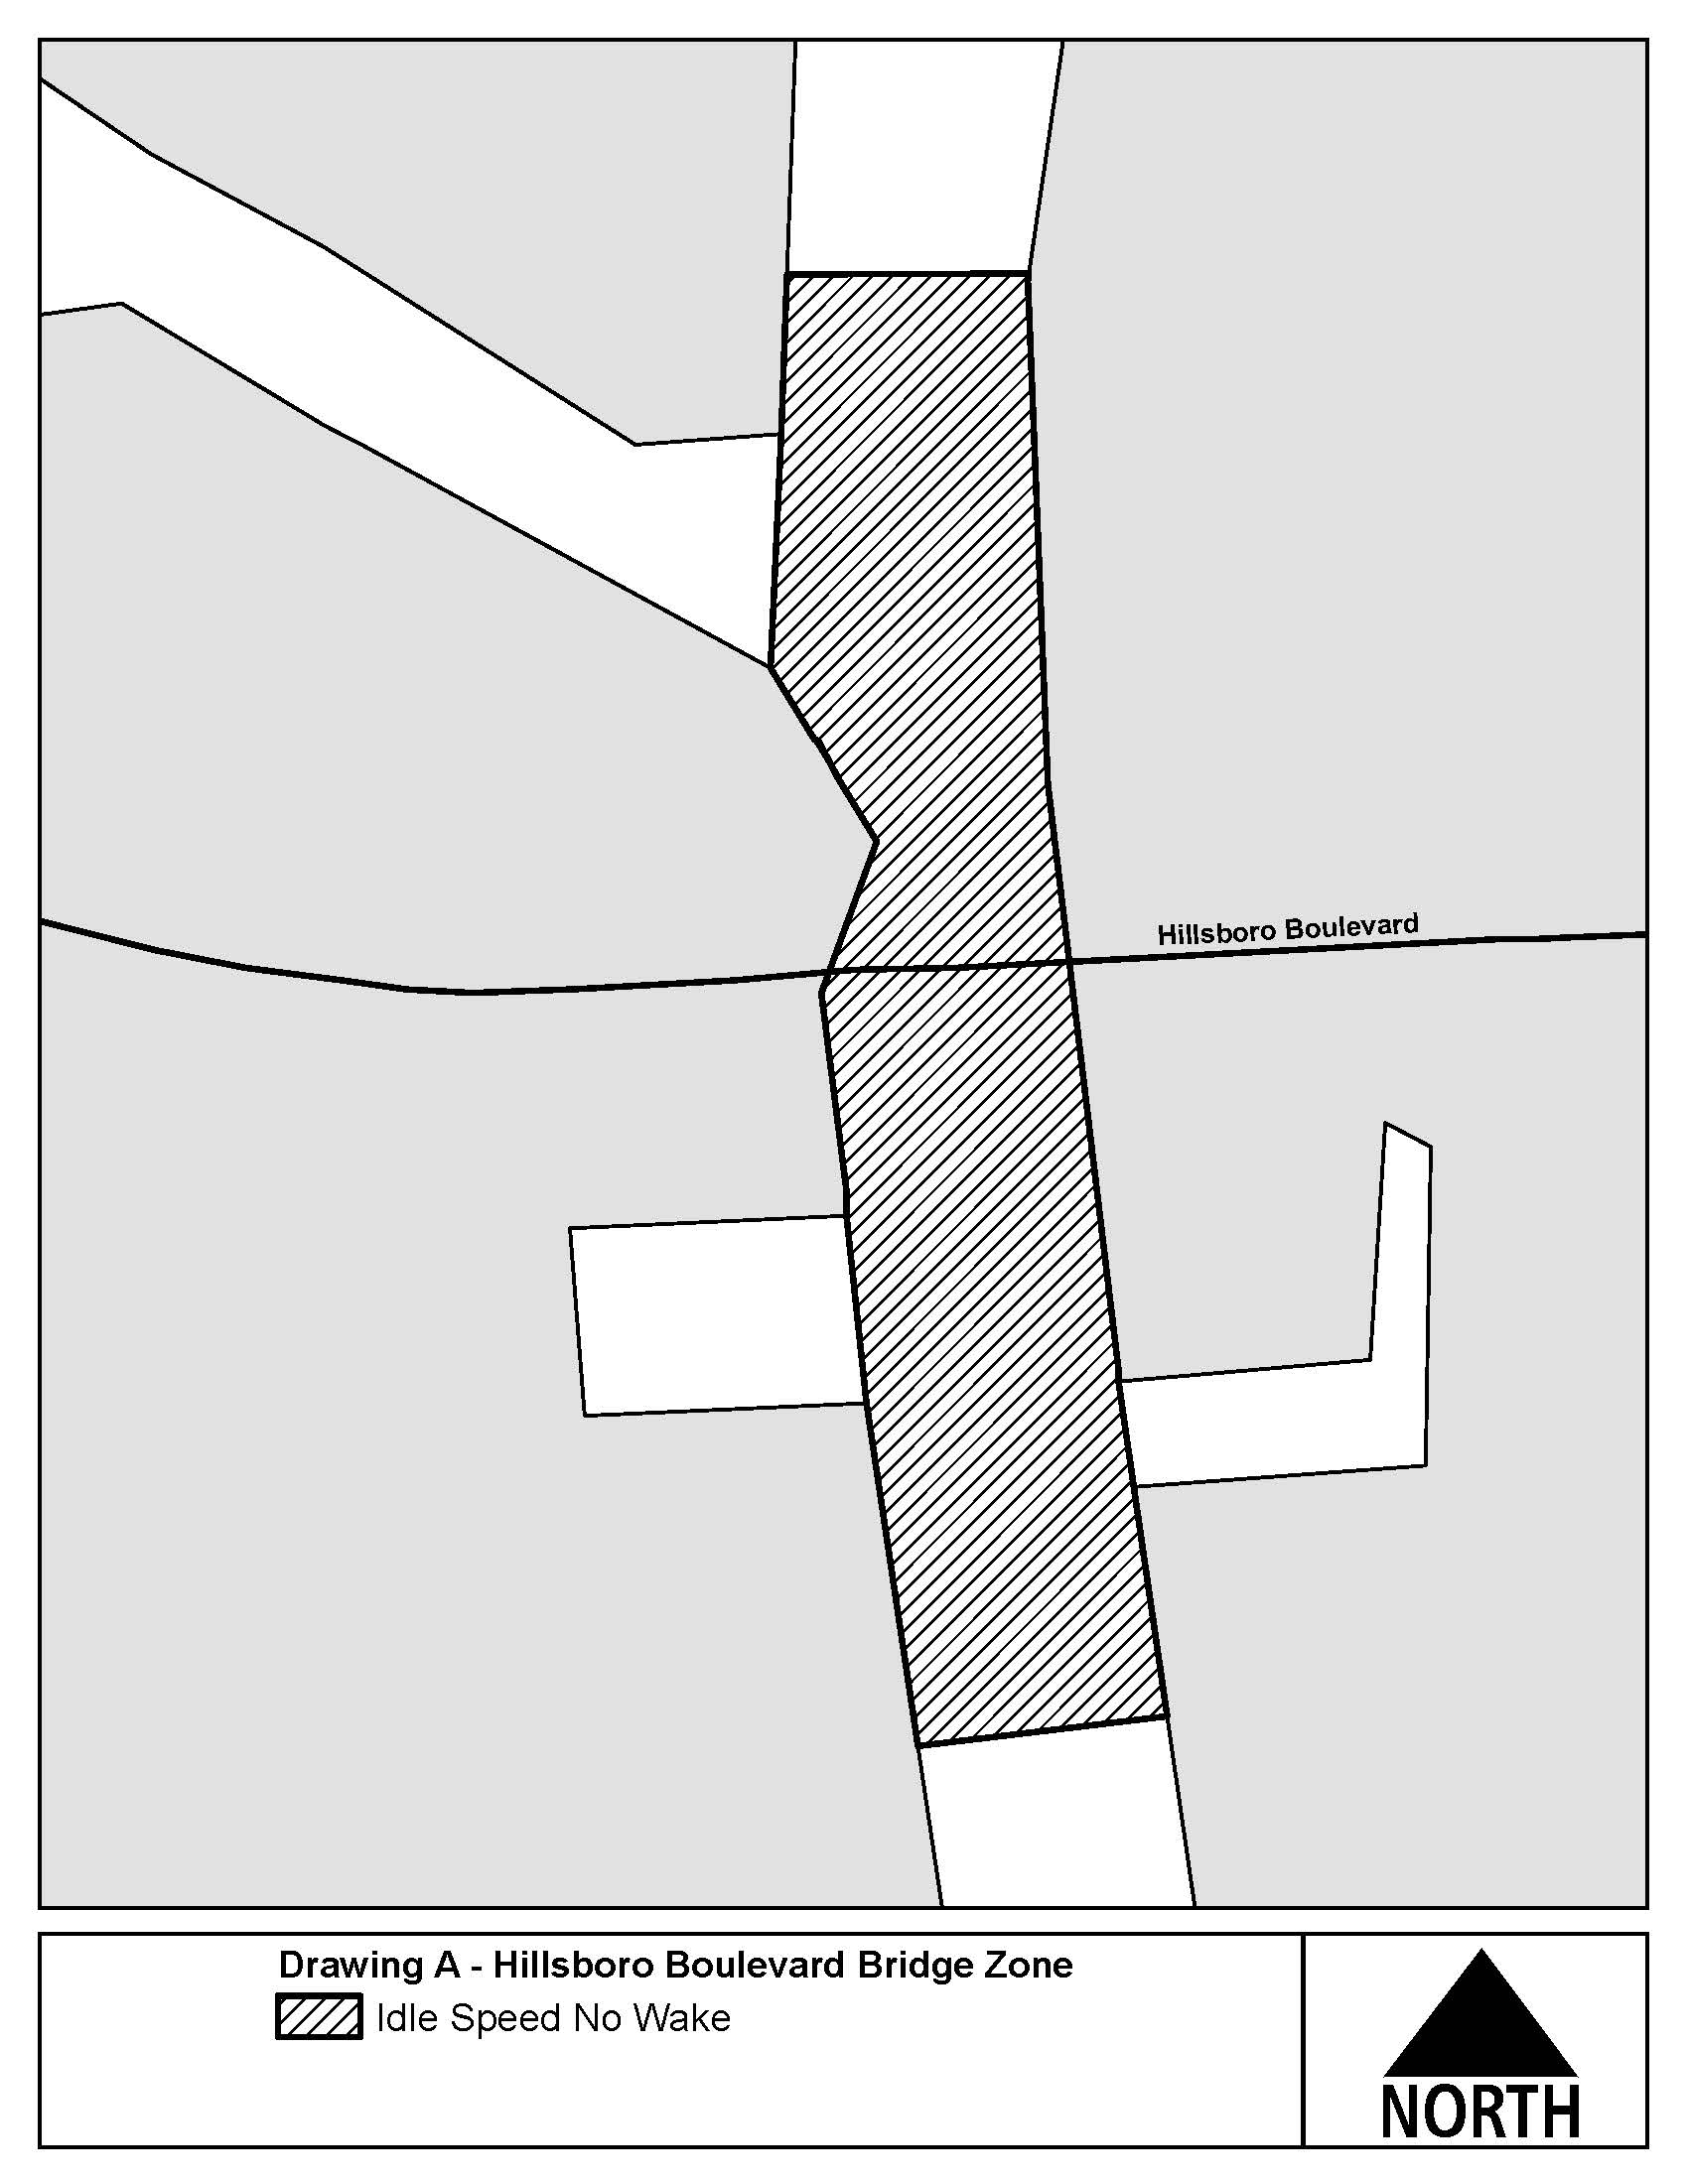 Hillsboro Boulevard
Drawing A - Hillsboro Boulevard Bridge Zone
Idle Speed No Wake
NORTH